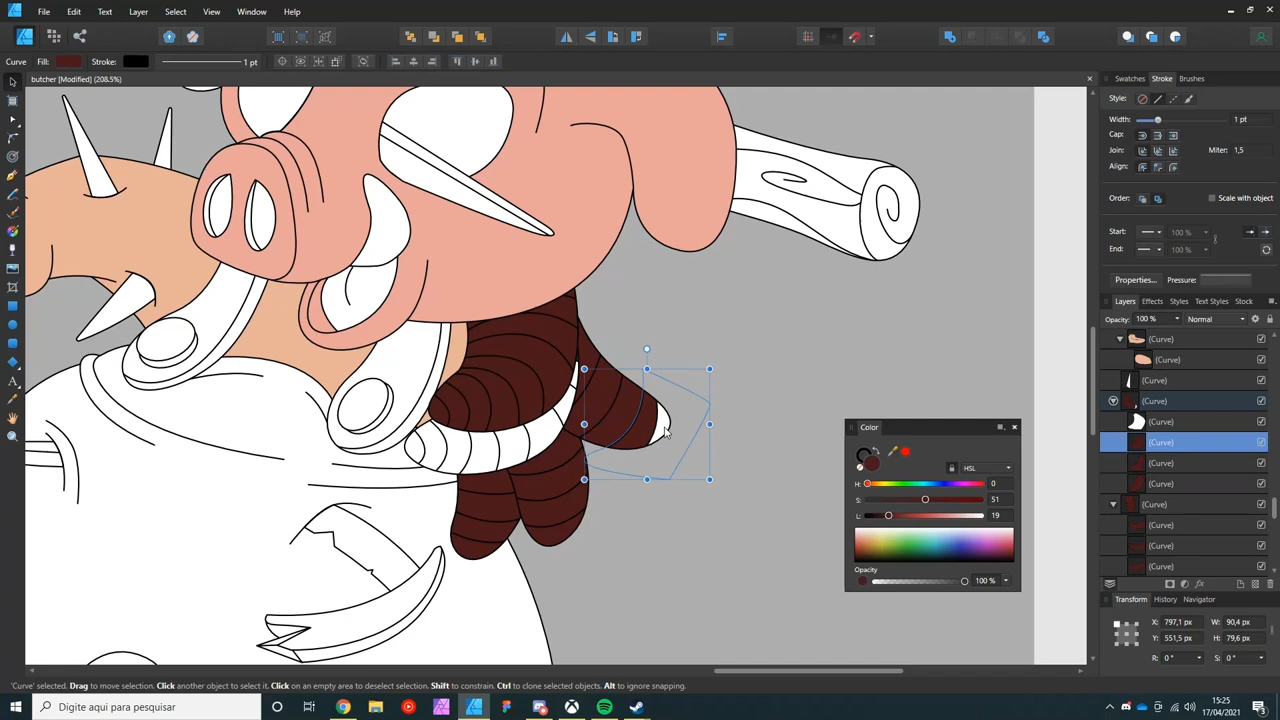 File Edit Text Layer Select View Window Help
Curve Fill: Stroke: 1 pt
butcher [Modified] (208.5%)
Swatches Stroke Brushes
Style:
Width: 1 pt
Cap:
Join: Miter: 1,5
Align:
Order: Scale with object
Start: 100 %
End: 100 %
Properties... Pressure:
Layers Effects Styles Text Styles Stock
Opacity: 100 % Normal
(Curve)
(Curve)
(Curve)
(Curve)
(Curve)
(Curve)
(Curve)
(Curve)
(Curve)
(Curve)
(Curve)
(Curve)
Color
HSL
H: 0
S: 51
L: 19
Opacity
100 %
Transform History Navigator
X: 797,1 px W: 90,4 px
Y: 551,5 px H: 79,6 px
R: 0 ° S: 0 °
'Curve' selected. Drag to move selection. Click another object to select it. Click on an empty area to deselect selection. Shift to constrain. Ctrl to clone selected objects. Alt to ignore snapping.
Digite aqui para pesquisar
15:25
17/04/2021